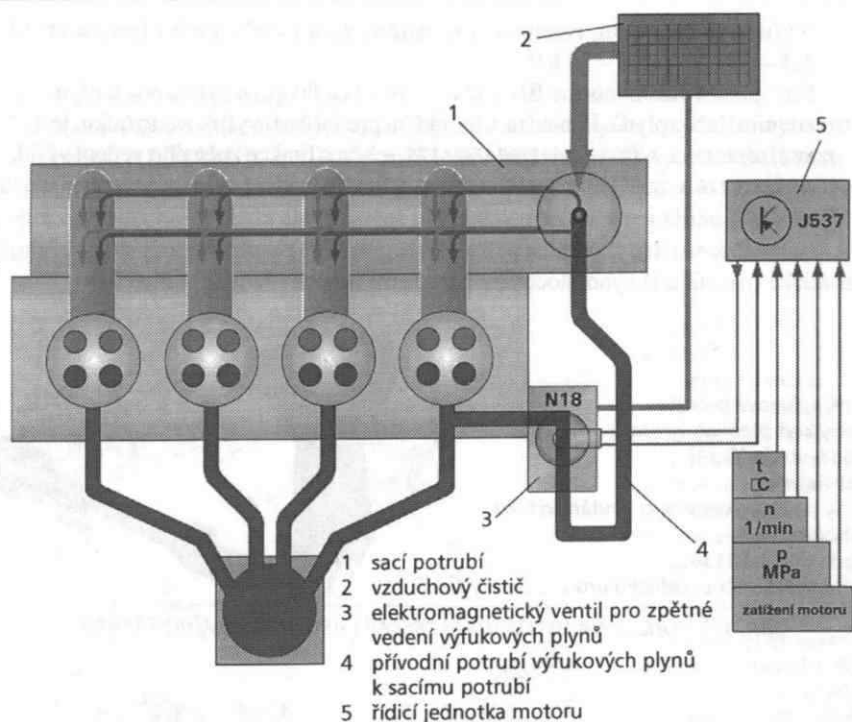 2
1
5
J537
N18
3
4
t
□C
n
1/min
p
MPa
zatížení motoru
1 sací potrubí
2 vzduchový čistič
3 elektromagnetický ventil pro zpětné
vedení výfukových plynů
4 přívodní potrubí výfukových plynů
k sacímu potrubí
5 řídicí jednotka motoru